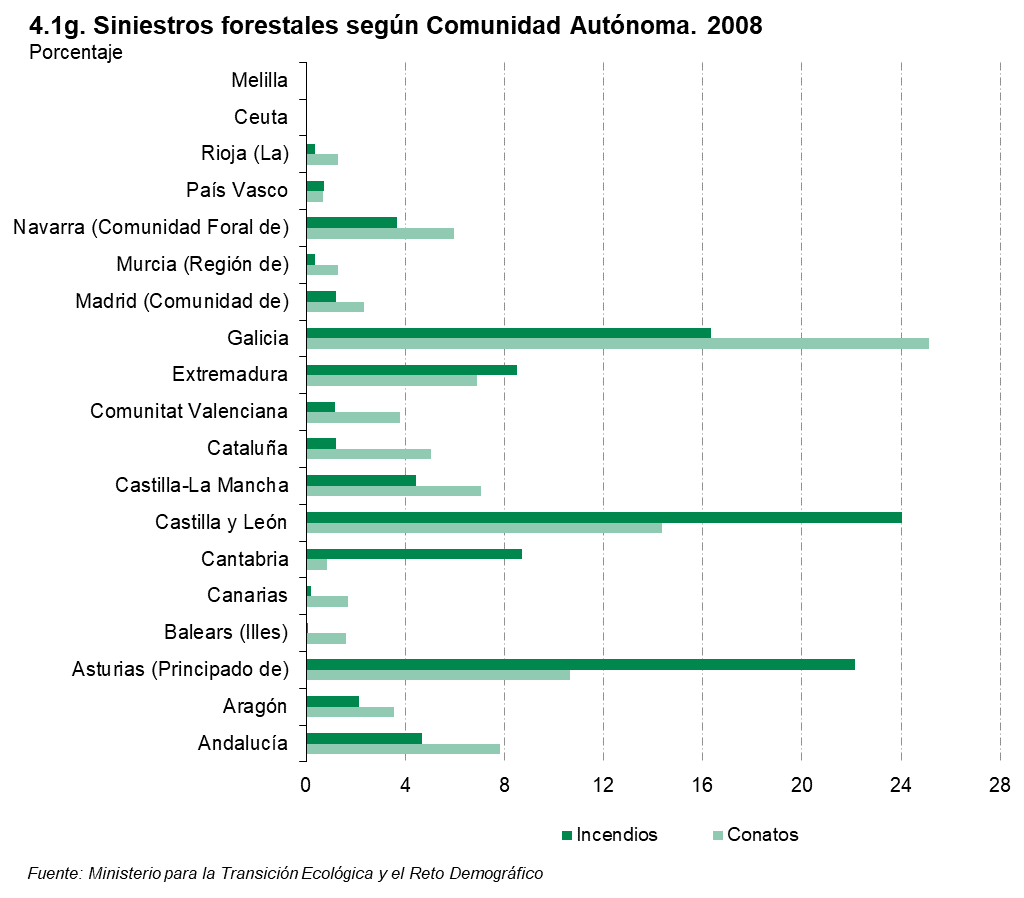 4.1g. Siniestros forestales según Comunidad Autónoma. 2008
Porcentaje
Melilla
Ceuta
Rioja (La)
País Vasco
Navarra (Comunidad Foral de)
Murcia (Región de)
Madrid (Comunidad de)
Galicia
Extremadura
Comunitat Valenciana
Cataluña
Castilla-La Mancha
Castilla y León
Cantabria
Canarias
Balears (Illes)
Asturias (Principado de)
Aragón
Andalucía
0 4 8 12 16 20 24 28
Incendios Conatos
Fuente: Ministerio para la Transición Ecológica y el Reto Demográfico